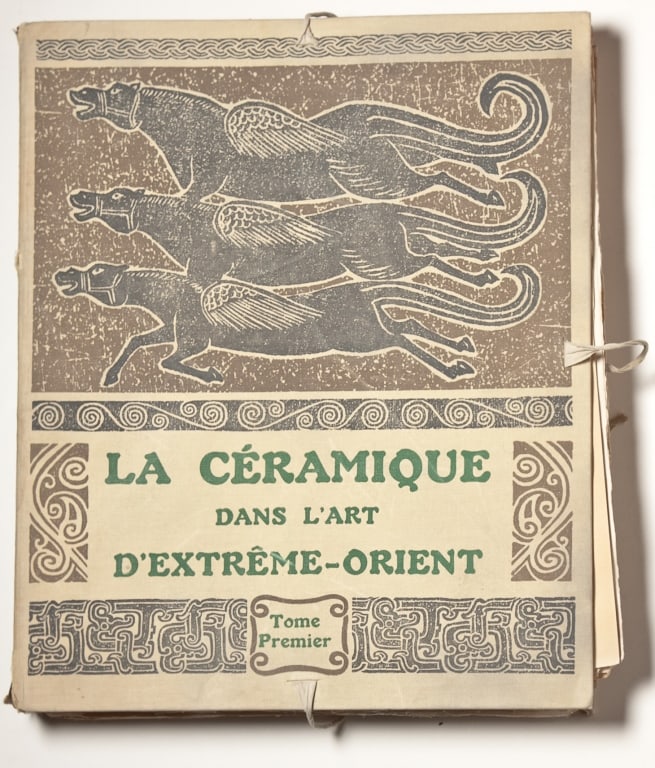 LA CÉRAMIQUE
DANS L'ART
D'EXTRÊME-ORIENT
Tome
Premier